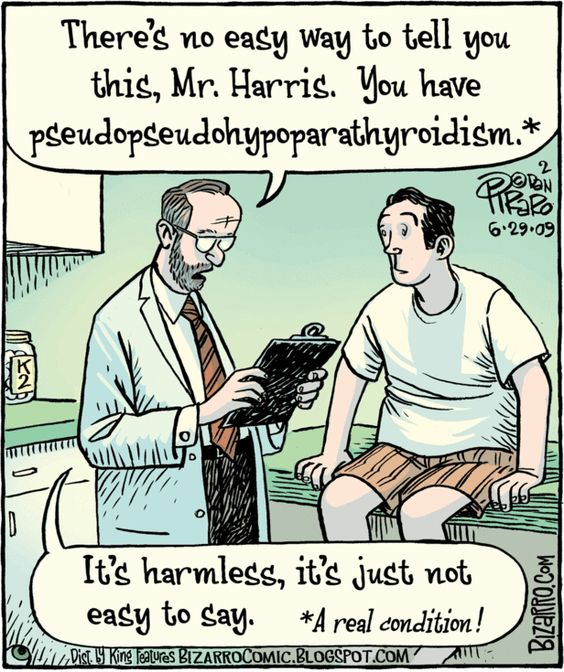 There's no easy way to tell you
this, Mr. Harris. You have
pseudopseudohypoparathyroidism.*
2
© DAN
PIRARO
6·29·09
K
2
It's harmless, it's just not
easy to say. *A real condition!
Dist. by King Features BIZARROCOMIC.BLOGSPOT.COM
BIZARRO.COM